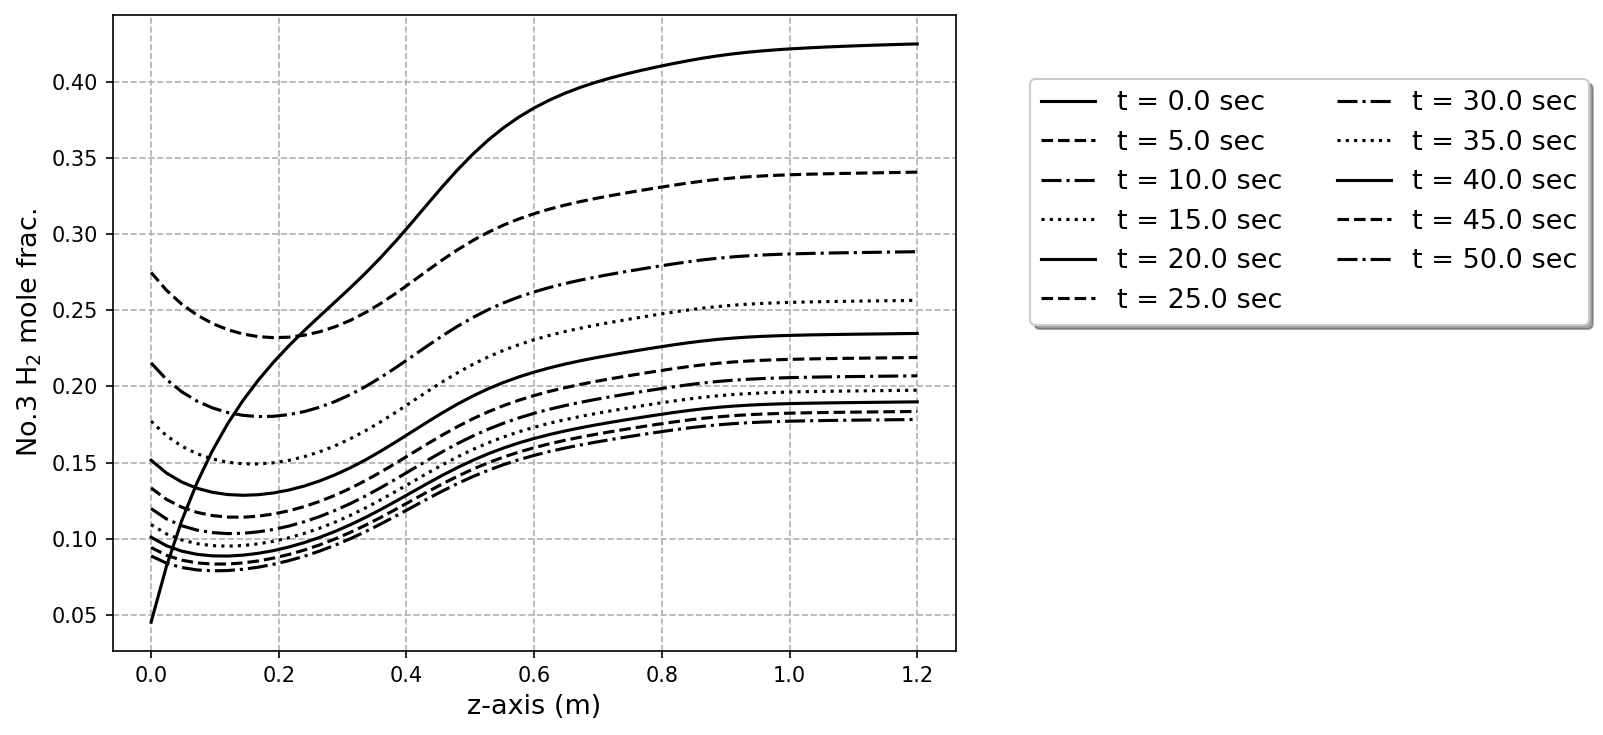 0.40
0.35
0.30
0.25
0.20
0.15
0.10
0.05
No.3 H₂ mole frac.
0.0 0.2 0.4 0.6 0.8 1.0 1.2
z-axis (m)
t = 0.0 sec
t = 5.0 sec
t = 10.0 sec
t = 15.0 sec
t = 20.0 sec
t = 25.0 sec
t = 30.0 sec
t = 35.0 sec
t = 40.0 sec
t = 45.0 sec
t = 50.0 sec